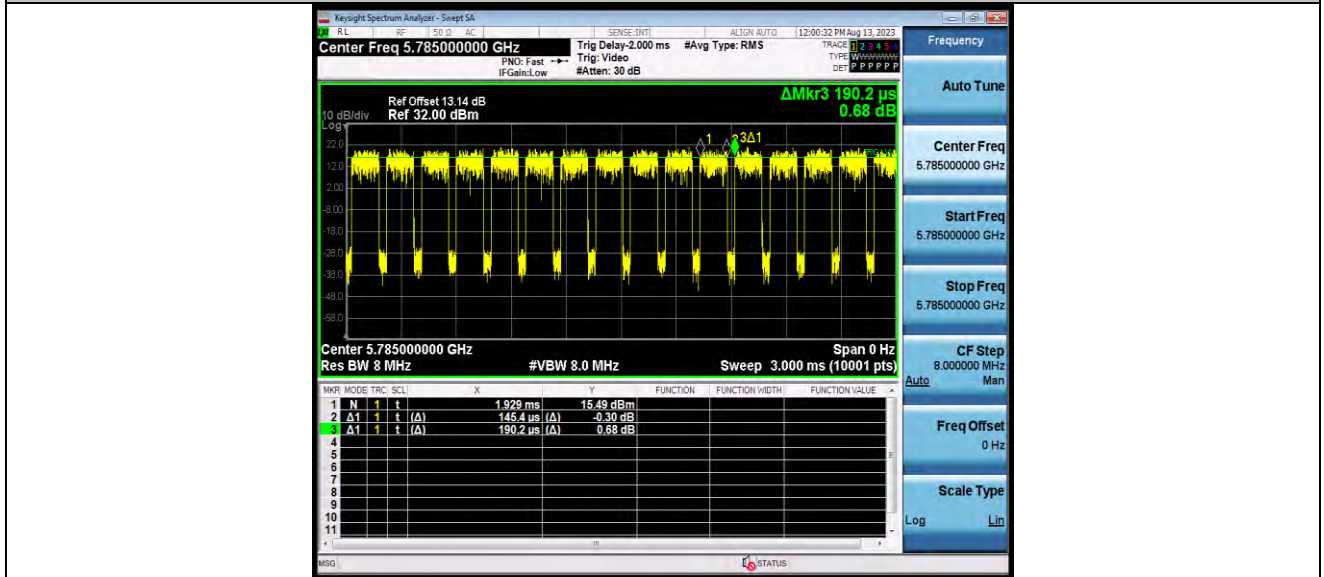 Keysight Spectrum Analyzer - Swept SA
RL RF 50 Ω AC SENSE:INT ALIGN AUTO 12:00:32 PM Aug 13, 2023
Center Freq 5.785000000 GHz Trig Delay-2.000 ms #Avg Type: RMS TRACE 1 2 3 4 5 6
PNO: Fast Trig: Video TYPE WWWWWW
IFGain:Low #Atten: 30 dB DET P P P P P P
ΔMkr3 190.2 µs
0.68 dB
Ref Offset 13.14 dB
10 dB/div Ref 32.00 dBm
Log
1 2 3Δ1
22.0
12.0
2.00
-8.00
-18.0
-28.0
-38.0
-48.0
-58.0
Center 5.785000000 GHz Span 0 Hz
Res BW 8 MHz #VBW 8.0 MHz Sweep 3.000 ms (10001 pts)
MKR MODE TRC SCL X Y FUNCTION FUNCTION WIDTH FUNCTION VALUE
1 N 1 t 1.929 ms 15.49 dBm
2 Δ1 1 t (Δ) 145.4 µs (Δ) -0.30 dB
3 Δ1 1 t (Δ) 190.2 µs (Δ) 0.68 dB
4
5
6
7
8
9
10
11
MSG STATUS
Frequency
Auto Tune
Center Freq
5.785000000 GHz
Start Freq
5.785000000 GHz
Stop Freq
5.785000000 GHz
CF Step
8.000000 MHz
Auto Man
Freq Offset
0 Hz
Scale Type
Log Lin